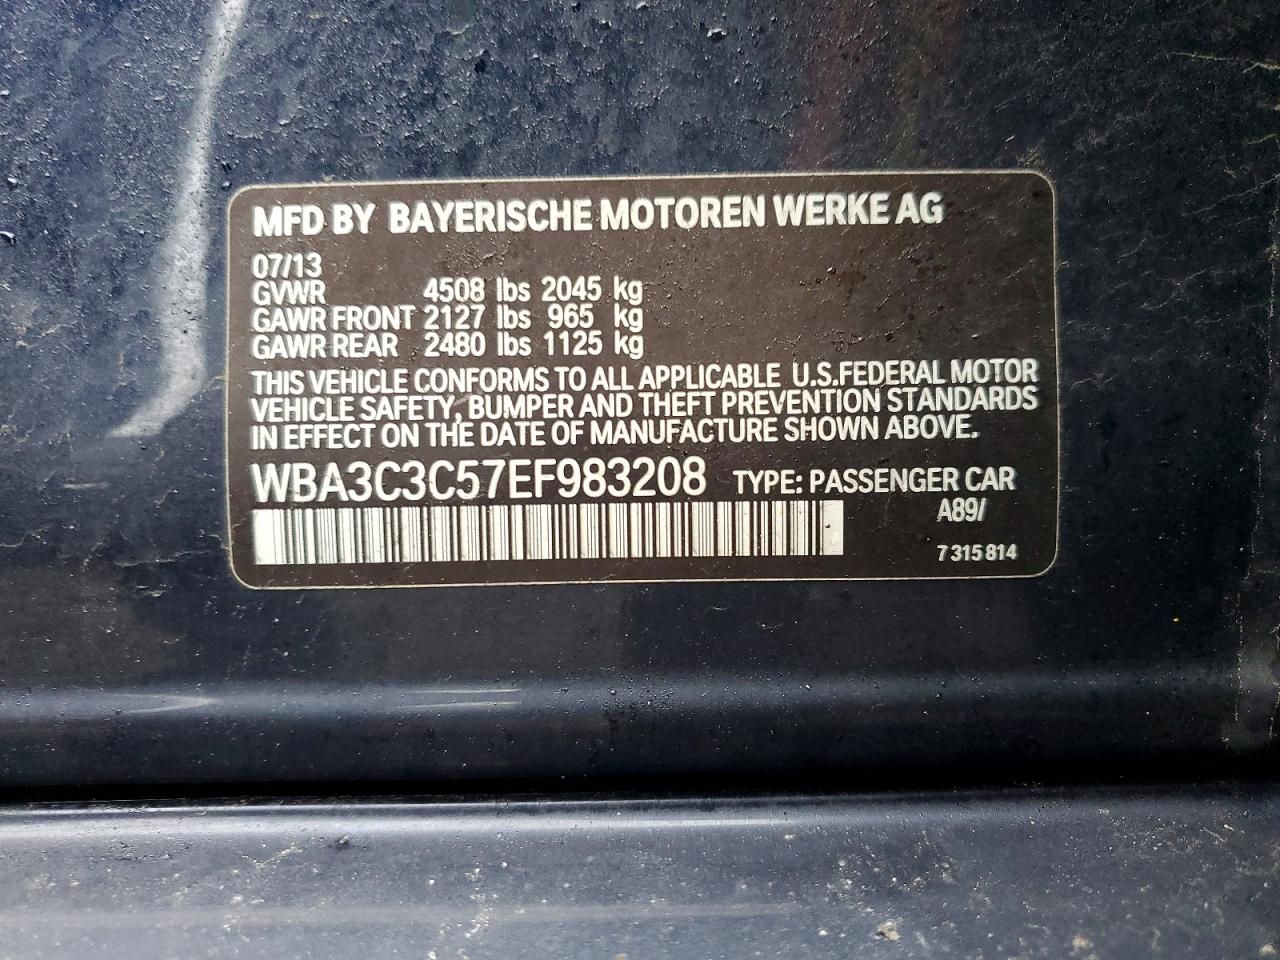 MFD BY BAYERISCHE MOTOREN WERKE AG
07/13
GVWR 4508 lbs 2045 kg
GAWR FRONT 2127 lbs 965 kg
GAWR REAR 2480 lbs 1125 kg
THIS VEHICLE CONFORMS TO ALL APPLICABLE U.S.FEDERAL MOTOR
VEHICLE SAFETY, BUMPER AND THEFT PREVENTION STANDARDS
IN EFFECT ON THE DATE OF MANUFACTURE SHOWN ABOVE.
WBA3C3C57EF983208 TYPE: PASSENGER CAR
A89/
7 315 814